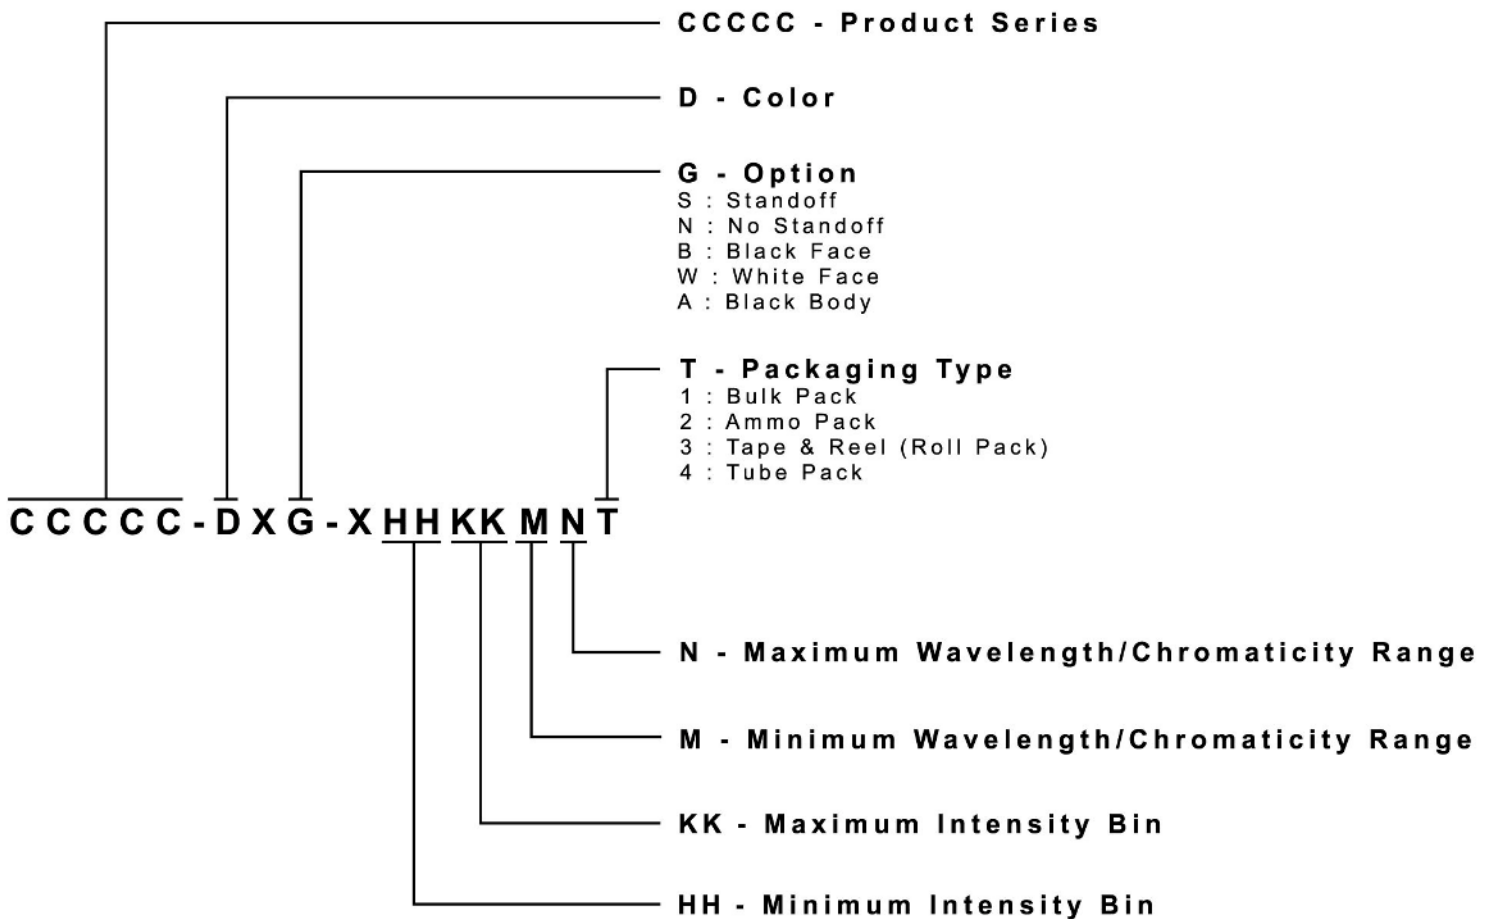 CCCCC - Product Series
D - Color
G - Option
S : Standoff
N : No Standoff
B : Black Face
W : White Face
A : Black Body
T - Packaging Type
1 : Bulk Pack
2 : Ammo Pack
3 : Tape & Reel (Roll Pack)
4 : Tube Pack
CCCCC-DXG-XHHKKMNT
N - Maximum Wavelength/Chromaticity Range
M - Minimum Wavelength/Chromaticity Range
KK - Maximum Intensity Bin
HH - Minimum Intensity Bin